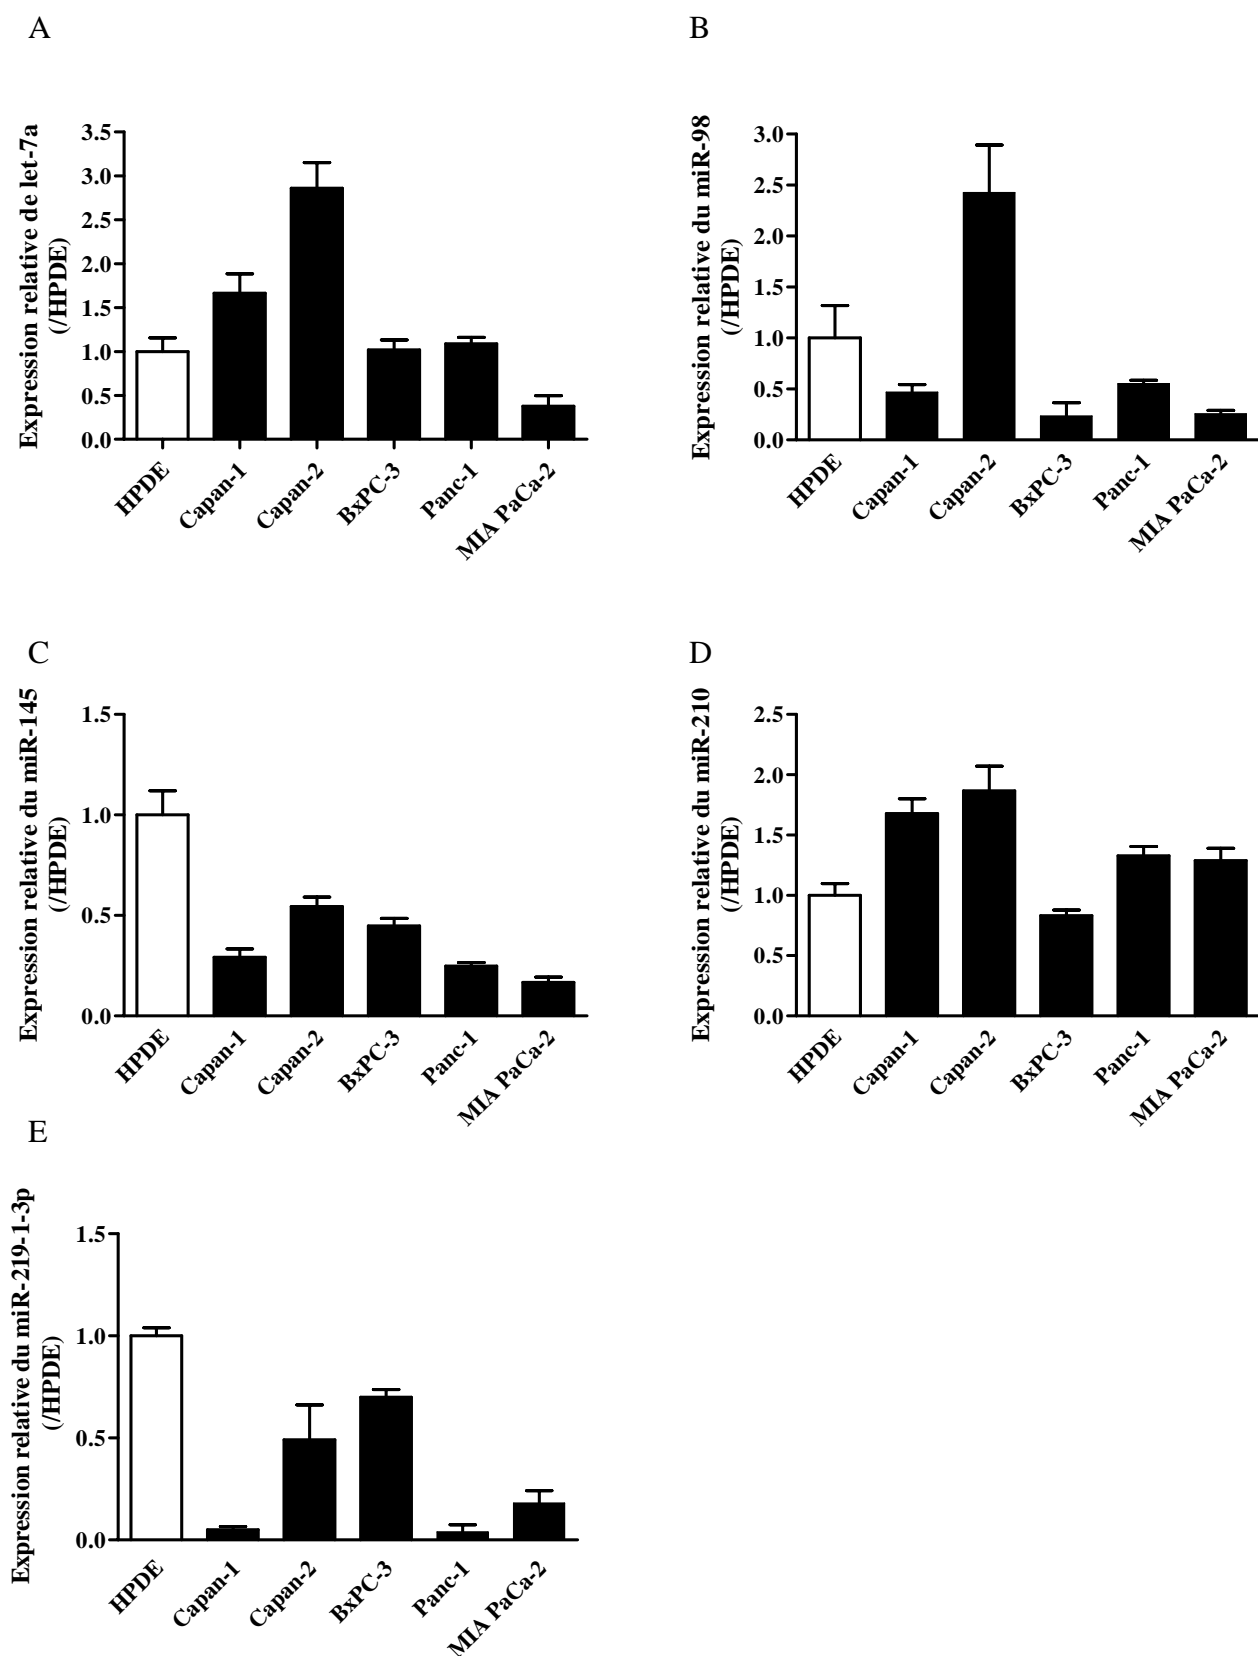 A
Expression relative de let-7a
(/HPDE)
3.5
3.0
2.5
2.0
1.5
1.0
0.5
0.0
HPDE
Capan-1
Capan-2
BxPC-3
Panc-1
MIA PaCa-2
B
Expression relative du miR-98
(/HPDE)
3.0
2.5
2.0
1.5
1.0
0.5
0.0
HPDE
Capan-1
Capan-2
BxPC-3
Panc-1
MIA PaCa-2
C
Expression relative du miR-145
(/HPDE)
1.5
1.0
0.5
0.0
HPDE
Capan-1
Capan-2
BxPC-3
Panc-1
MIA PaCa-2
D
Expression relative du miR-210
(/HPDE)
2.5
2.0
1.5
1.0
0.5
0.0
HPDE
Capan-1
Capan-2
BxPC-3
Panc-1
MIA PaCa-2
E
Expression relative du miR-219-1-3p
(/HPDE)
1.5
1.0
0.5
0.0
HPDE
Capan-1
Capan-2
BxPC-3
Panc-1
MIA PaCa-2